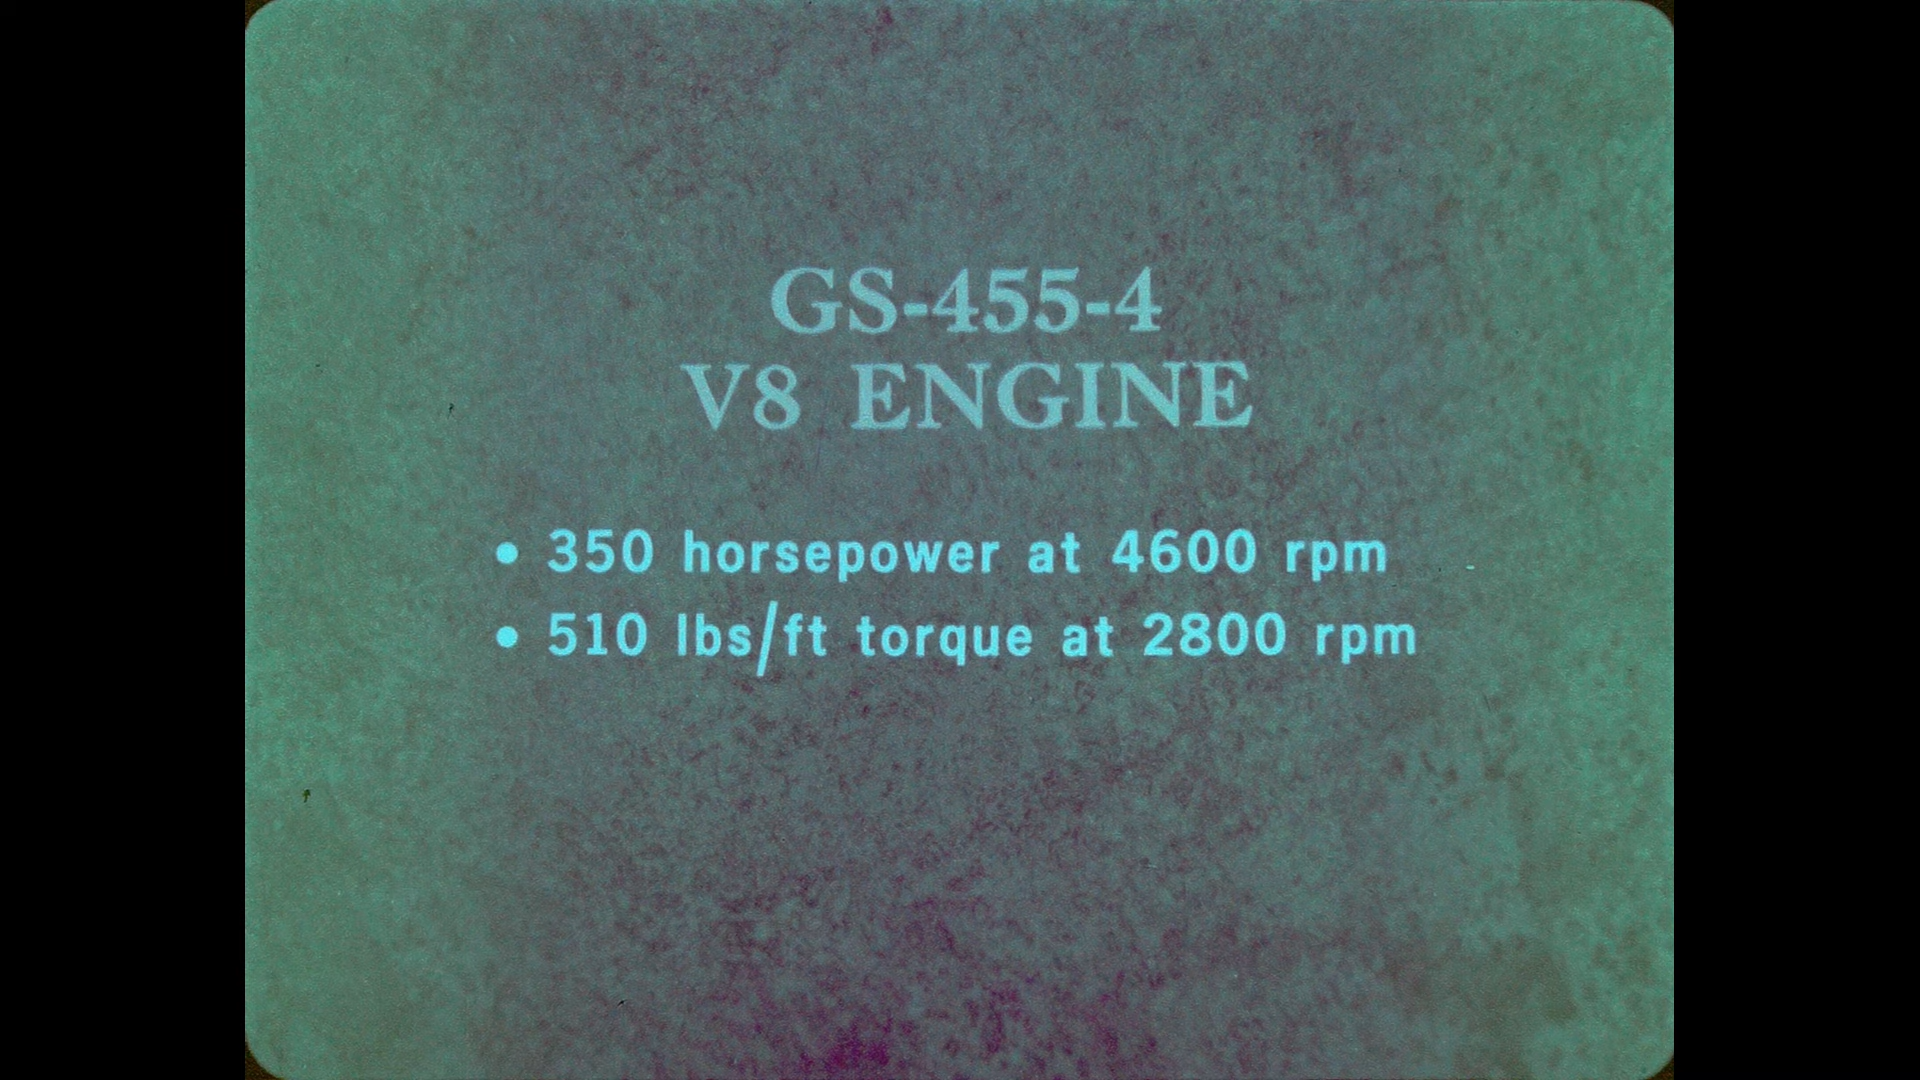 GS-455-4
V8 ENGINE
• 350 horsepower at 4600 rpm
• 510 lbs/ft torque at 2800 rpm